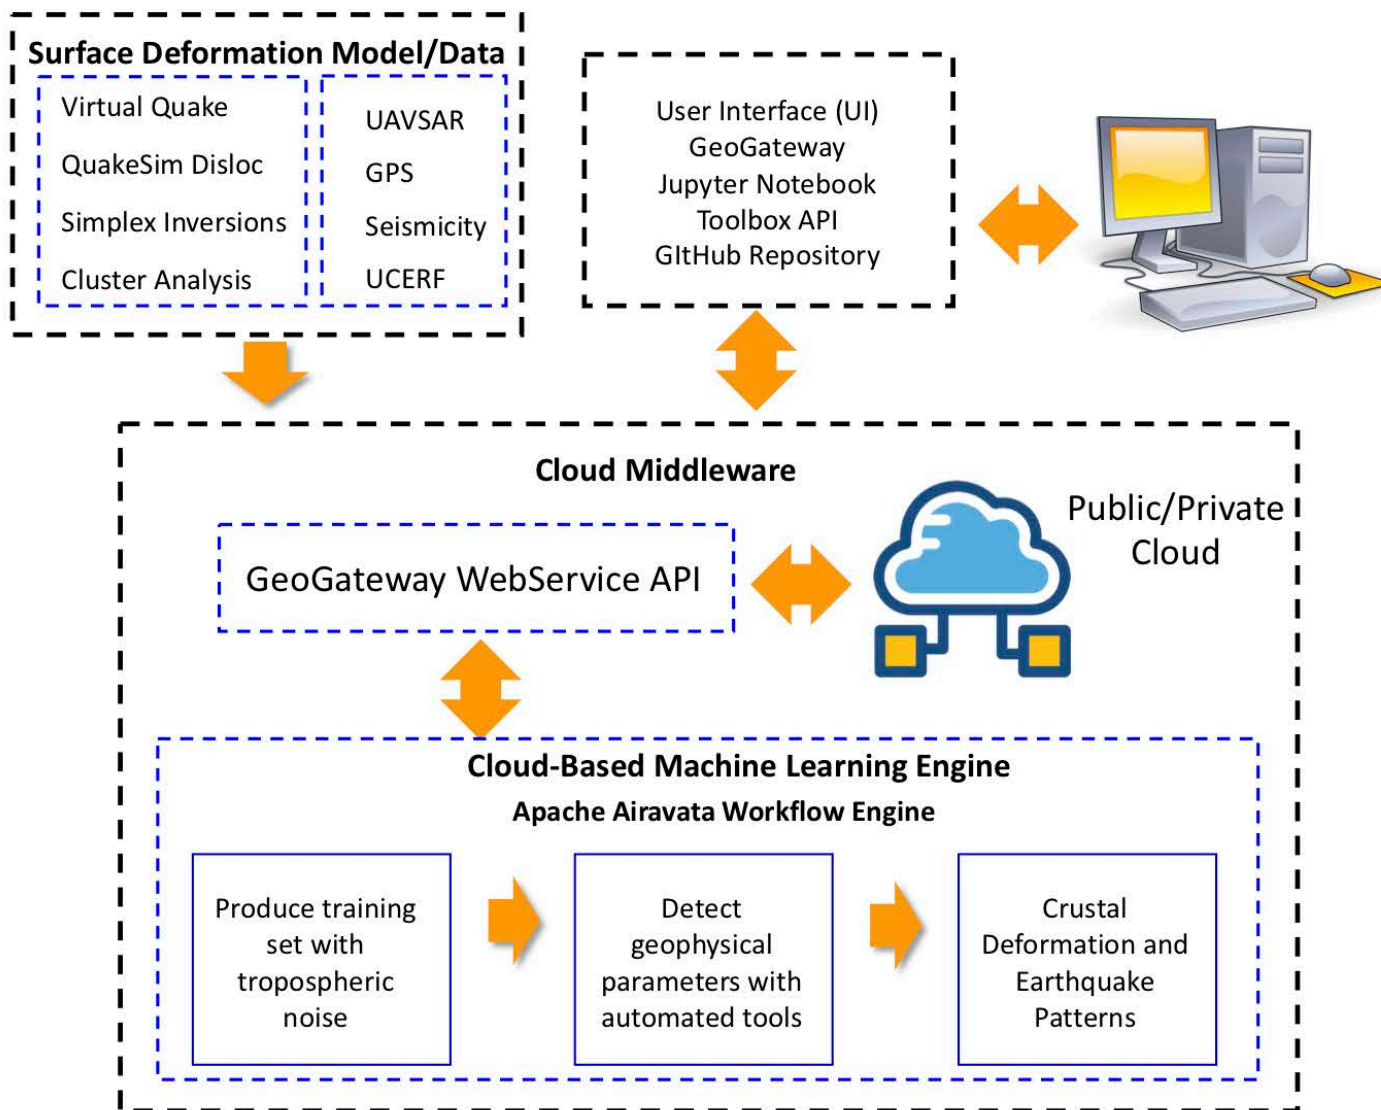 Surface Deformation Model/Data
Virtual Quake
QuakeSim Disloc
Simplex Inversions
Cluster Analysis
UAVSAR
GPS
Seismicity
UCERF
User Interface (UI)
GeoGateway
Jupyter Notebook
Toolbox API
GItHub Repository
Cloud Middleware
GeoGateway WebService API
Public/Private
Cloud
Cloud-Based Machine Learning Engine
Apache Airavata Workflow Engine
Produce training
set with
tropospheric
noise
Detect
geophysical
parameters with
automated tools
Crustal
Deformation and
Earthquake
Patterns